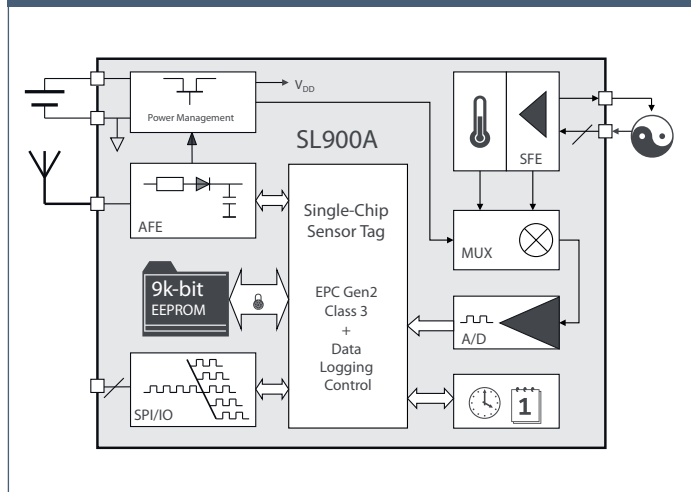 V_DD
Power Management
SL900A
SFE
AFE
Single-Chip
Sensor Tag
MUX
9k-bit
EEPROM
EPC Gen2
Class 3
+
Data
Logging
Control
A/D
SPI/IO
1